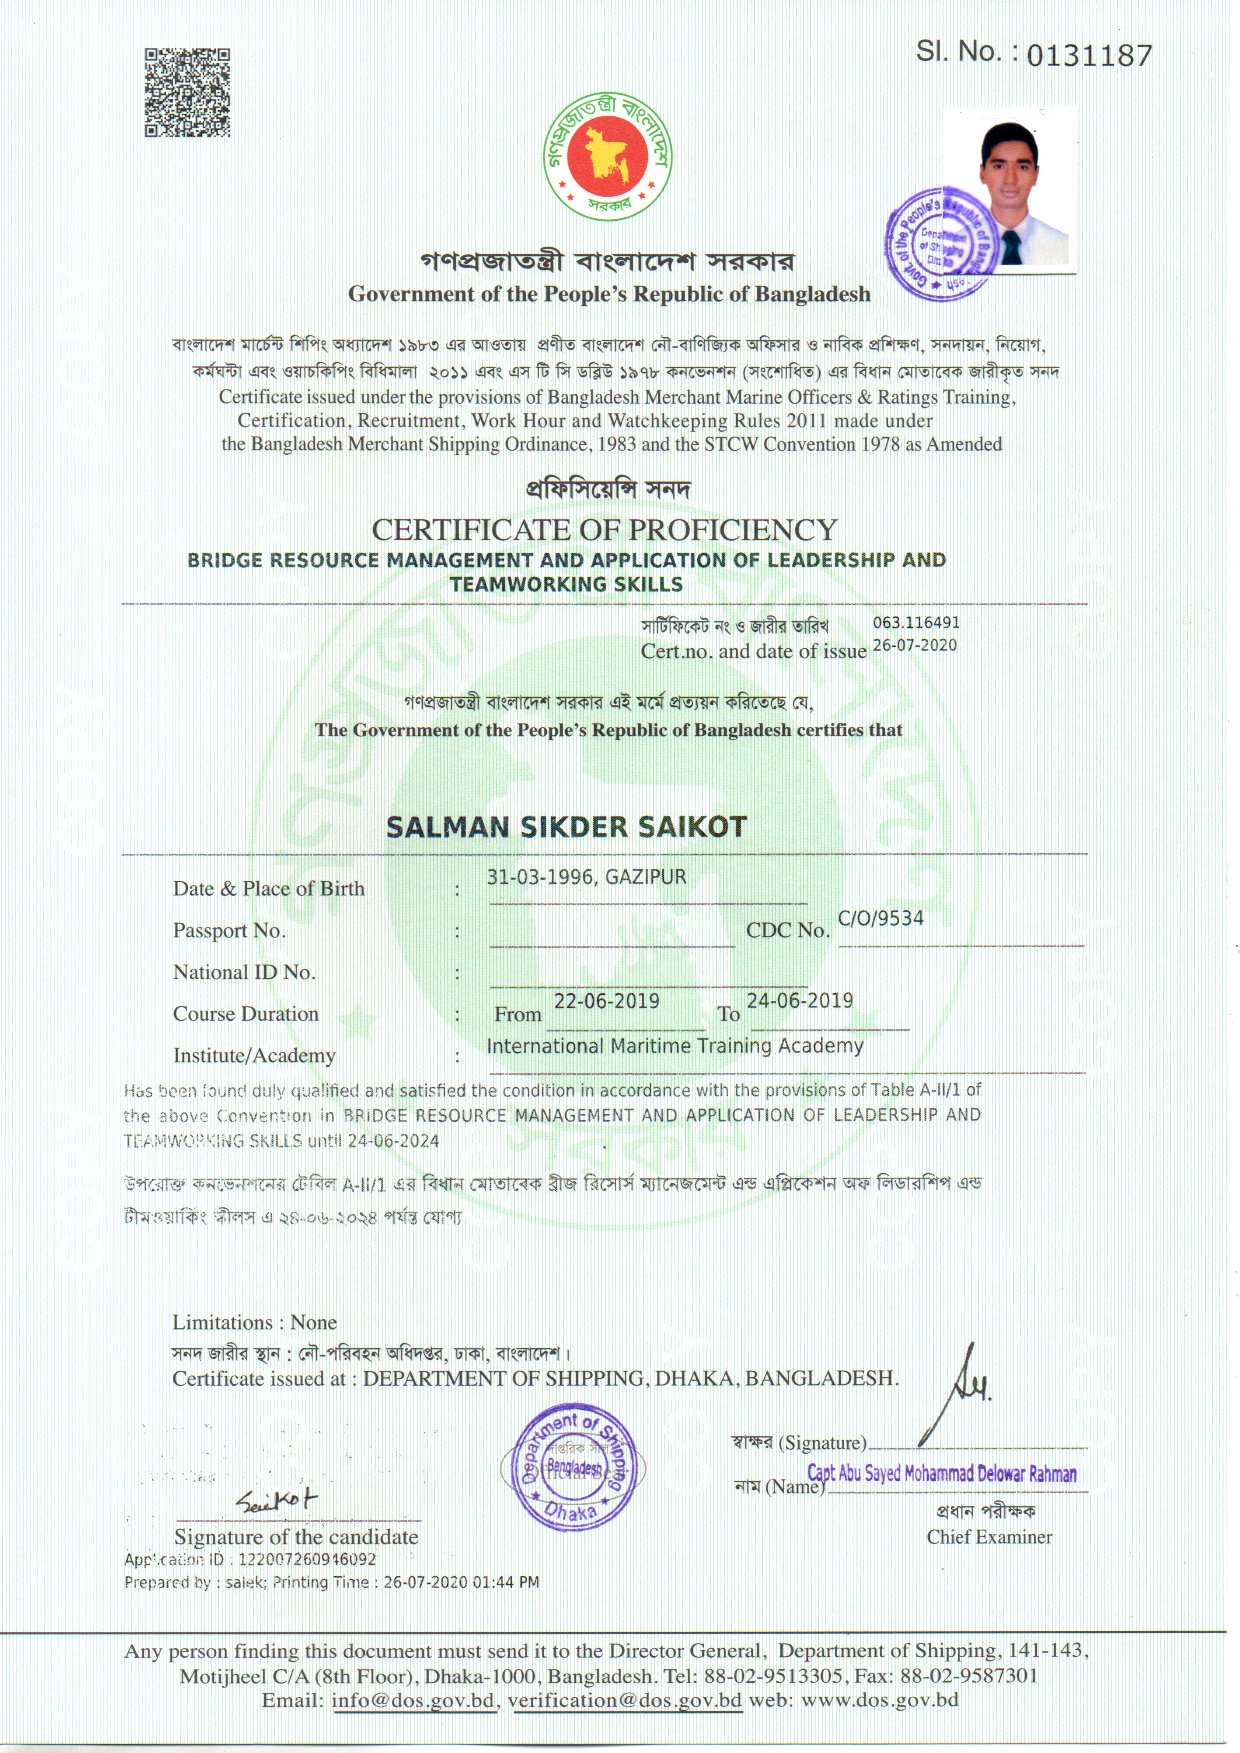 Sl. No. : 0131187
গণপ্রজাতন্ত্রী বাংলাদেশ
সরকার
Govt. of the People's Republic of Bangladesh
Department of Shipping
Dhaka
গণপ্রজাতন্ত্রী বাংলাদেশ সরকার
Government of the People's Republic of Bangladesh
বাংলাদেশ মার্চেন্ট শিপিং অধ্যাদেশ ১৯৮৩ এর আওতায় প্রণীত বাংলাদেশ নৌ-বাণিজ্যিক অফিসার ও নাবিক প্রশিক্ষণ, সনদায়ন, নিয়োগ,
কর্মঘন্টা এবং ওয়াচকিপিং বিধিমালা ২০১১ এবং এস টি সি ডব্লিউ ১৯৭৮ কনভেনশন (সংশোধিত) এর বিধান মোতাবেক জারীকৃত সনদ
Certificate issued under the provisions of Bangladesh Merchant Marine Officers & Ratings Training,
Certification, Recruitment, Work Hour and Watchkeeping Rules 2011 made under
the Bangladesh Merchant Shipping Ordinance, 1983 and the STCW Convention 1978 as Amended
প্রফিসিয়েন্সি সনদ
CERTIFICATE OF PROFICIENCY
BRIDGE RESOURCE MANAGEMENT AND APPLICATION OF LEADERSHIP AND
TEAMWORKING SKILLS
সার্টিফিকেট নং ও জারীর তারিখ 063.116491
Cert.no. and date of issue 26-07-2020
গণপ্রজাতন্ত্রী বাংলাদেশ সরকার এই মর্মে প্রত্যয়ন করিতেছে যে,
The Government of the People's Republic of Bangladesh certifies that
SALMAN SIKDER SAIKOT
Date & Place of Birth : 31-03-1996, GAZIPUR
Passport No. : CDC No. C/O/9534
National ID No. :
Course Duration : From 22-06-2019 To 24-06-2019
Institute/Academy : International Maritime Training Academy
Has been found duly qualified and satisfied the condition in accordance with the provisions of Table A-II/1 of
the above Convention in BRIDGE RESOURCE MANAGEMENT AND APPLICATION OF LEADERSHIP AND
TEAMWORKING SKILLS until 24-06-2024
উপরোক্ত কনভেনশনের টেবিল A-II/1 এর বিধান মোতাবেক ব্রীজ রিসোর্স ম্যানেজমেন্ট এন্ড এপ্লিকেশন অফ লিডারশিপ এন্ড
টীমওয়ার্কিং স্কীলস এ ২৪-০৬-২০২৪ পর্যন্ত যোগ্য
Limitations : None
সনদ জারীর স্থান : নৌ-পরিবহন অধিদপ্তর, ঢাকা, বাংলাদেশ।
Certificate issued at : DEPARTMENT OF SHIPPING, DHAKA, BANGLADESH.
Department of Shipping
Bangladesh
Dhaka
স্বাক্ষর (Signature)
নাম (Name) Capt Abu Sayed Mohammad Delowar Rahman
প্রধান পরীক্ষক
Chief Examiner
Saikot
Signature of the candidate
Application ID : 122007260946092
Prepared by : salek; Printing Time : 26-07-2020 01:44 PM
Any person finding this document must send it to the Director General, Department of Shipping, 141-143,
Motijheel C/A (8th Floor), Dhaka-1000, Bangladesh. Tel: 88-02-9513305, Fax: 88-02-9587301
Email: info@dos.gov.bd, verification@dos.gov.bd web: www.dos.gov.bd